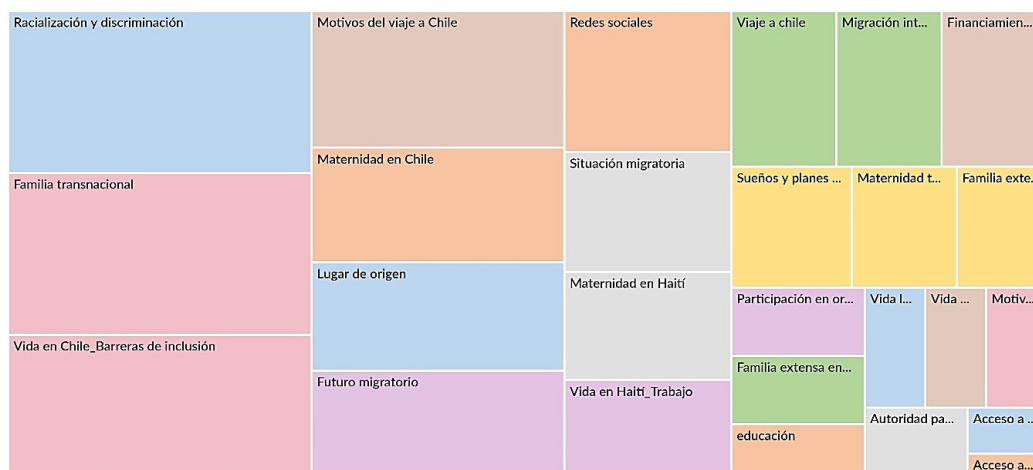 Racialización y discriminación
Familia transnacional
Vida en Chile_Barreras de inclusión
Motivos del viaje a Chile
Maternidad en Chile
Lugar de origen
Futuro migratorio
Redes sociales
Situación migratoria
Maternidad en Haití
Vida en Haití_Trabajo
Viaje a chile
Migración int...
Financiamien...
Sueños y planes ...
Maternidad t...
Familia exte...
Participación en or...
Familia extensa en...
educación
Vida l...
Vida ...
Motiv...
Autoridad pa...
Acceso a ...
Acceso a...